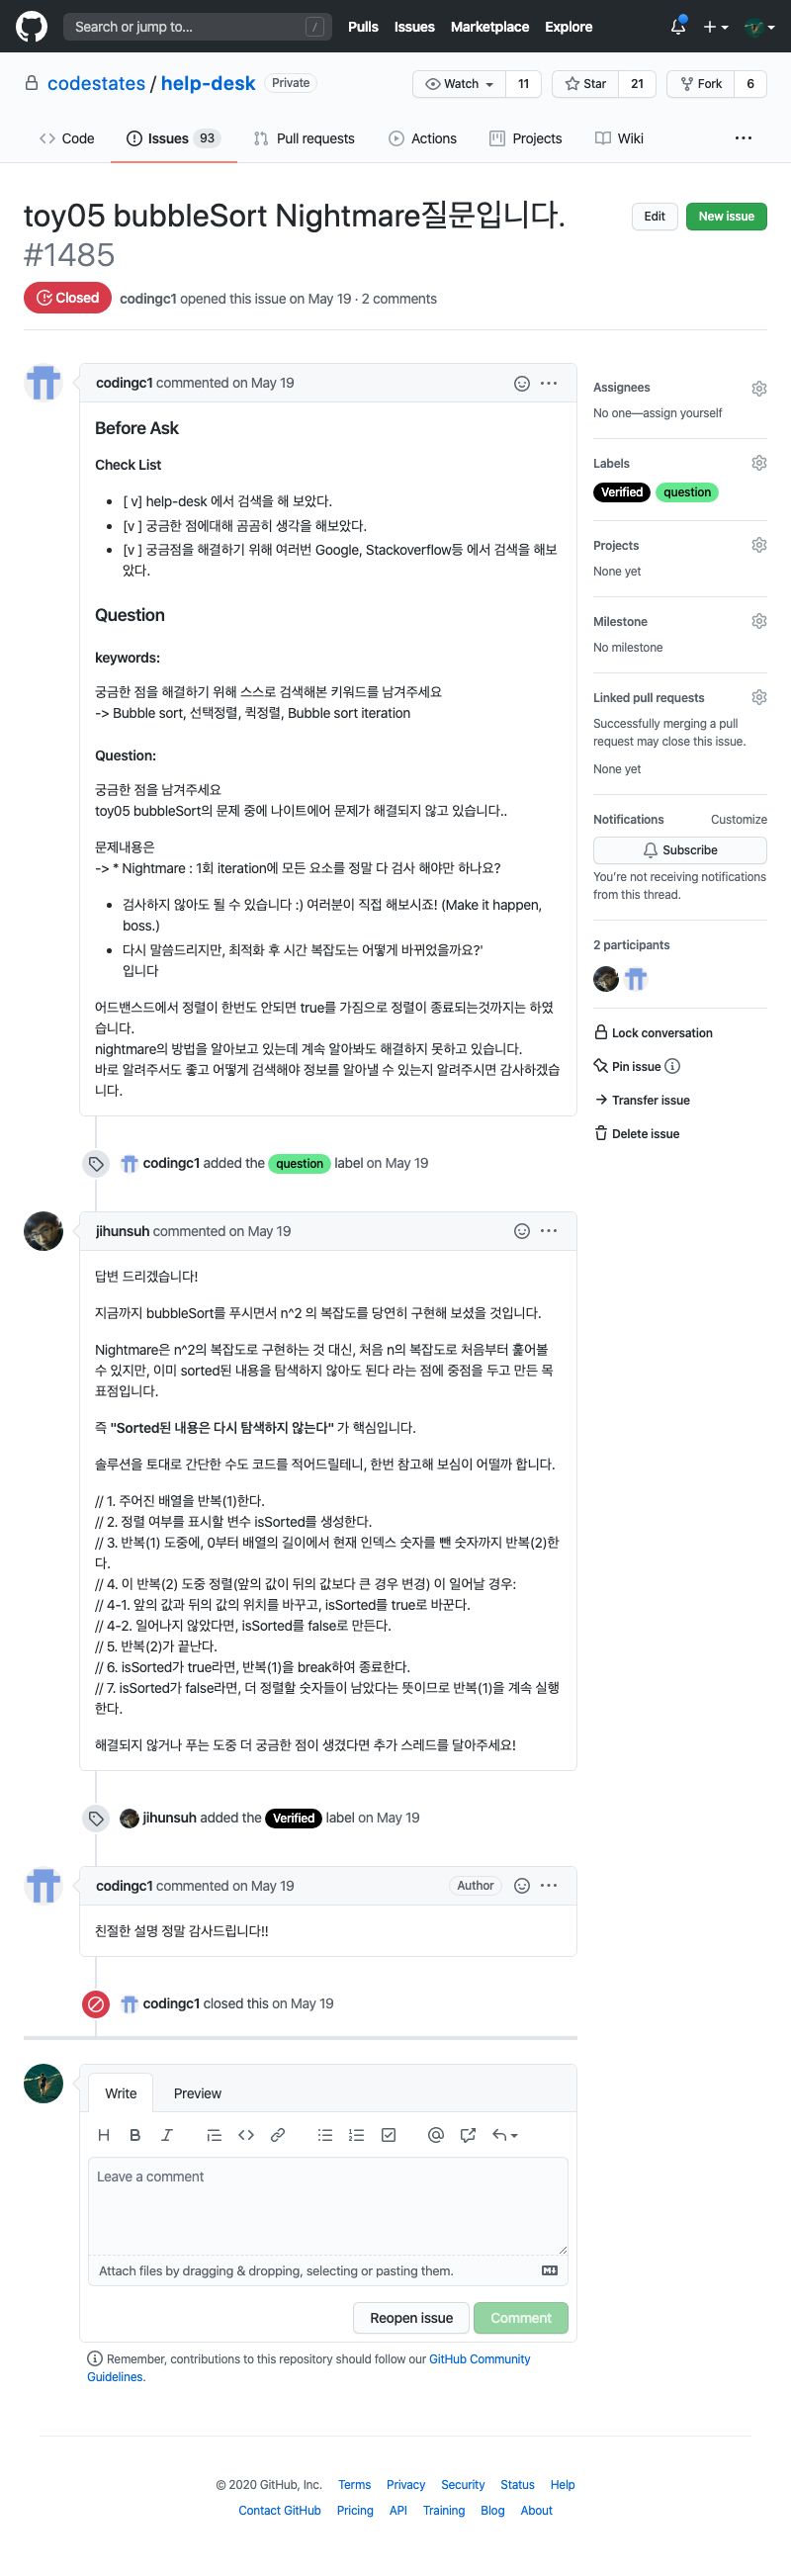 Search or jump to...
/
Pulls
Issues
Marketplace
Explore
codestates / help-desk
Private
Watch
11
Star
21
Fork
6
Code
Issues 93
Pull requests
Actions
Projects
Wiki
toy05 bubbleSort Nightmare질문입니다.
#1485
Edit
New issue
Closed
codingc1 opened this issue on May 19 · 2 comments
codingc1 commented on May 19
Before Ask
Check List
[ v] help-desk 에서 검색을 해 보았다.
[v ] 궁금한 점에대해 곰곰히 생각을 해보았다.
[v ] 궁금점을 해결하기 위해 여러번 Google, Stackoverflow등 에서 검색을 해보
았다.
Question
keywords:
궁금한 점을 해결하기 위해 스스로 검색해본 키워드를 남겨주세요
-> Bubble sort, 선택정렬, 퀵정렬, Bubble sort iteration
Question:
궁금한 점을 남겨주세요
toy05 bubbleSort의 문제 중에 나이트에어 문제가 해결되지 않고 있습니다..
문제내용은
-> * Nightmare : 1회 iteration에 모든 요소를 정말 다 검사 해야만 하나요?
검사하지 않아도 될 수 있습니다 :) 여러분이 직접 해보시죠! (Make it happen,
boss.)
다시 말씀드리지만, 최적화 후 시간 복잡도는 어떻게 바뀌었을까요?'
입니다
어드밴스드에서 정렬이 한번도 안되면 true를 가짐으로 정렬이 종료되는것까지는 하였
습니다.
nightmare의 방법을 알아보고 있는데 계속 알아봐도 해결하지 못하고 있습니다.
바로 알려주셔도 좋고 어떻게 검색해야 정보를 알아낼 수 있는지 알려주시면 감사하겠습
니다.
Assignees
No one—assign yourself
Labels
Verified
question
Projects
None yet
Milestone
No milestone
Linked pull requests
Successfully merging a pull
request may close this issue.
None yet
Notifications
Customize
Subscribe
You're not receiving notifications
from this thread.
2 participants
Lock conversation
Pin issue
Transfer issue
Delete issue
codingc1 added the question label on May 19
jihunsuh commented on May 19
답변 드리겠습니다!
지금까지 bubbleSort를 푸시면서 n^2 의 복잡도를 당연히 구현해 보셨을 것입니다.
Nightmare은 n^2의 복잡도로 구현하는 것 대신, 처음 n의 복잡도로 처음부터 훑어볼
수 있지만, 이미 sorted된 내용을 탐색하지 않아도 된다 라는 점에 중점을 두고 만든 목
표점입니다.
즉 "Sorted된 내용은 다시 탐색하지 않는다" 가 핵심입니다.
솔루션을 토대로 간단한 수도 코드를 적어드릴테니, 한번 참고해 보심이 어떨까 합니다.
// 1. 주어진 배열을 반복(1)한다.
// 2. 정렬 여부를 표시할 변수 isSorted를 생성한다.
// 3. 반복(1) 도중에, 0부터 배열의 길이에서 현재 인덱스 숫자를 뺀 숫자까지 반복(2)한
다.
// 4. 이 반복(2) 도중 정렬(앞의 값이 뒤의 값보다 큰 경우 변경) 이 일어날 경우:
// 4-1. 앞의 값과 뒤의 값의 위치를 바꾸고, isSorted를 true로 바꾼다.
// 4-2. 일어나지 않았다면, isSorted를 false로 만든다.
// 5. 반복(2)가 끝난다.
// 6. isSorted가 true라면, 반복(1)을 break하여 종료한다.
// 7. isSorted가 false라면, 더 정렬할 숫자들이 남았다는 뜻이므로 반복(1)을 계속 실행
한다.
해결되지 않거나 푸는 도중 더 궁금한 점이 생겼다면 추가 스레드를 달아주세요!
jihunsuh added the Verified label on May 19
codingc1 commented on May 19
Author
친절한 설명 정말 감사드립니다!!
codingc1 closed this on May 19
Write
Preview
Leave a comment
Attach files by dragging & dropping, selecting or pasting them.
Reopen issue
Comment
Remember, contributions to this repository should follow our GitHub Community
Guidelines.
© 2020 GitHub, Inc.
Terms
Privacy
Security
Status
Help
Contact GitHub
Pricing
API
Training
Blog
About